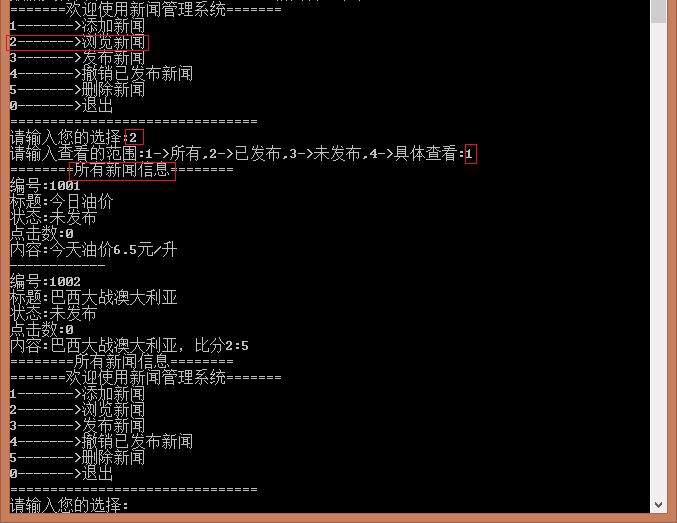 =======欢迎使用新闻管理系统=======
1------->添加新闻
2------->浏览新闻
3------->发布新闻
4------->撤销已发布新闻
5------->删除新闻
0------->退出
===============================
请输入您的选择:2
请输入查看的范围:1->所有,2->已发布,3->未发布,4->具体查看:1
========所有新闻信息========
编号:1001
标题:今日油价
状态:未发布
点击数:0
内容:今天油价6.5元/升
------------
编号:1002
标题:巴西大战澳大利亚
状态:未发布
点击数:0
内容:巴西大战澳大利亚，比分2:5
========所有新闻信息========
=======欢迎使用新闻管理系统=======
1------->添加新闻
2------->浏览新闻
3------->发布新闻
4------->撤销已发布新闻
5------->删除新闻
0------->退出
===============================
请输入您的选择: